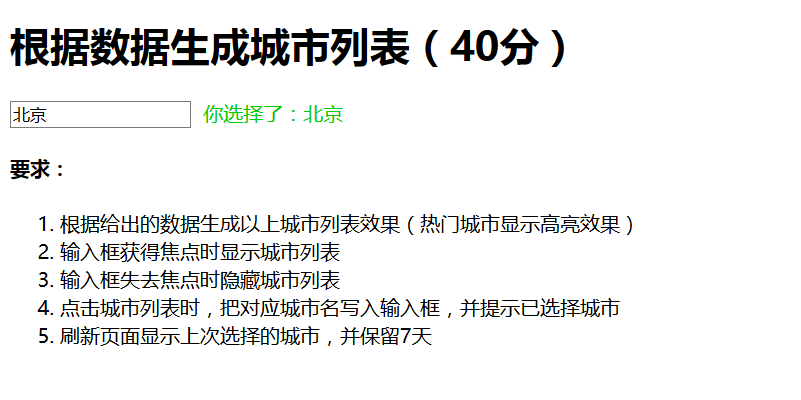 根据数据生成城市列表（40分）
北京 你选择了：北京
要求：
1. 根据给出的数据生成以上城市列表效果（热门城市显示高亮效果）
2. 输入框获得焦点时显示城市列表
3. 输入框失去焦点时隐藏城市列表
4. 点击城市列表时，把对应城市名写入输入框，并提示已选择城市
5. 刷新页面显示上次选择的城市，并保留7天